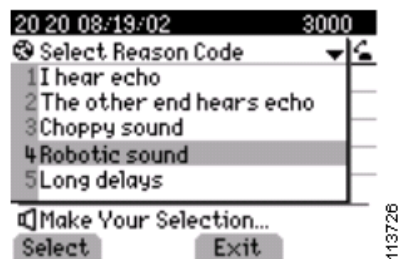 20 20 08/19/02 3000
Select Reason Code
1 I hear echo
2 The other end hears echo
3 Choppy sound
4 Robotic sound
5 Long delays
Make Your Selection...
Select Exit
113726